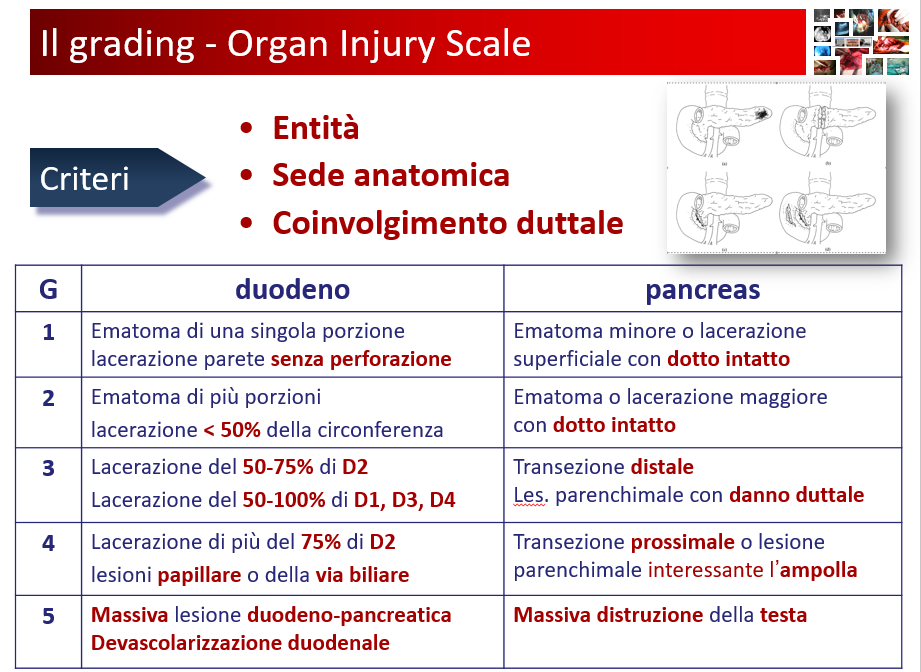 Il grading - Organ Injury Scale
Criteri
• Entità
• Sede anatomica
• Coinvolgimento duttale
G duodeno pancreas
1
Ematoma di una singola porzione
lacerazione parete senza perforazione
Ematoma minore o lacerazione
superficiale con dotto intatto
2
Ematoma di più porzioni
lacerazione < 50% della circonferenza
Ematoma o lacerazione maggiore
con dotto intatto
3
Lacerazione del 50-75% di D2
Lacerazione del 50-100% di D1, D3, D4
Transezione distale
Les. parenchimale con danno duttale
4
Lacerazione di più del 75% di D2
lesioni papillare o della via biliare
Transezione prossimale o lesione
parenchimale interessante l'ampolla
5
Massiva lesione duodeno-pancreatica
Devascolarizzazione duodenale
Massiva distruzione della testa